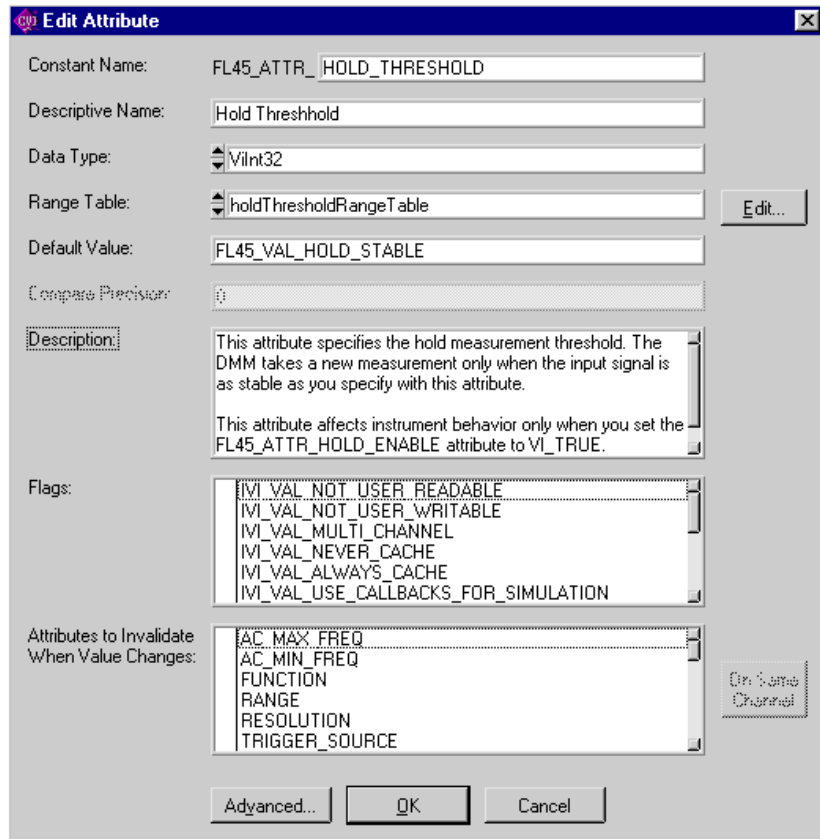 CVI Edit Attribute
Constant Name: FL45_ATTR_ HOLD_THRESHOLD
Descriptive Name: Hold Threshhold
Data Type: ViInt32
Range Table: holdThresholdRangeTable Edit...
Default Value: FL45_VAL_HOLD_STABLE
Compare Precision: 0
Description: This attribute specifies the hold measurement threshold. The
DMM takes a new measurement only when the input signal is
as stable as you specify with this attribute.
This attribute affects instrument behavior only when you set the
FL45_ATTR_HOLD_ENABLE attribute to VI_TRUE.
Flags: IVI_VAL_NOT_USER_READABLE
IVI_VAL_NOT_USER_WRITABLE
IVI_VAL_MULTI_CHANNEL
IVI_VAL_NEVER_CACHE
IVI_VAL_ALWAYS_CACHE
IVI_VAL_USE_CALLBACKS_FOR_SIMULATION
Attributes to Invalidate AC_MAX_FREQ
When Value Changes: AC_MIN_FREQ
FUNCTION
RANGE On Same
RESOLUTION Channel
TRIGGER_SOURCE
Advanced... OK Cancel